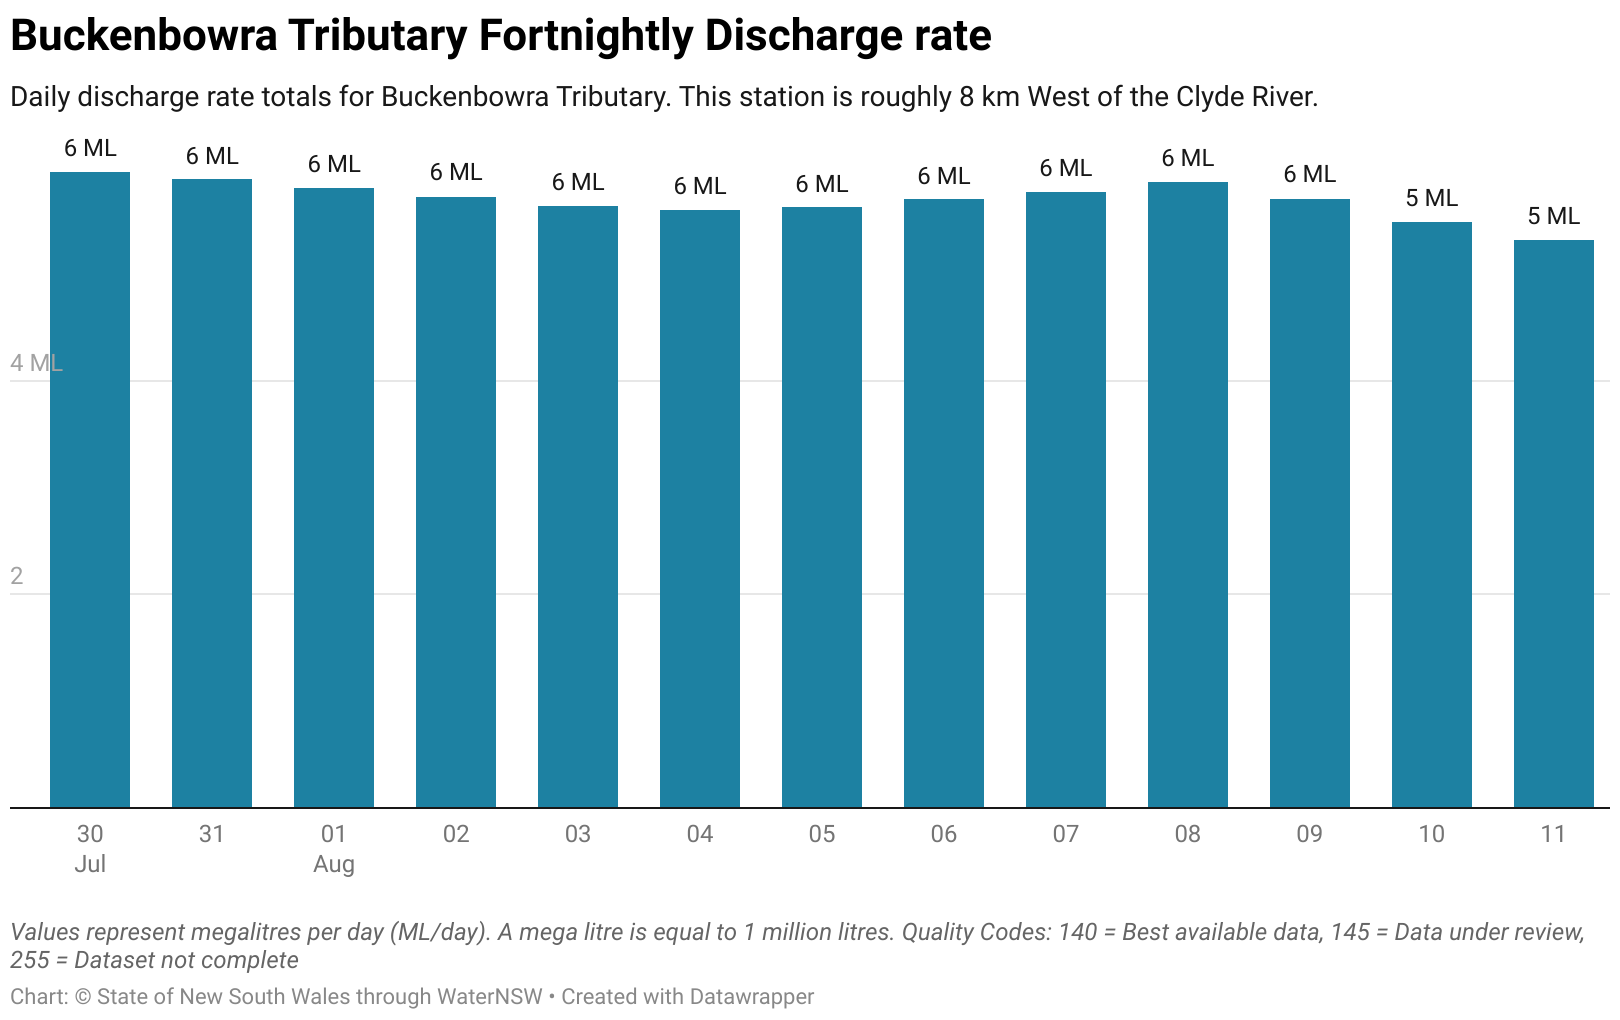 Buckenbowra Tributary Fortnightly Discharge rate
Daily discharge rate totals for Buckenbowra Tributary. This station is roughly 8 km West of the Clyde River.
6 ML
6 ML
6 ML
6 ML
6 ML
6 ML
6 ML
6 ML
6 ML
6 ML
6 ML
5 ML
5 ML
4 ML
2
30 31 01 02 03 04 05 06 07 08 09 10 11
Jul Aug
Values represent megalitres per day (ML/day). A mega litre is equal to 1 million litres. Quality Codes: 140 = Best available data, 145 = Data under review,
255 = Dataset not complete
Chart: © State of New South Wales through WaterNSW • Created with Datawrapper